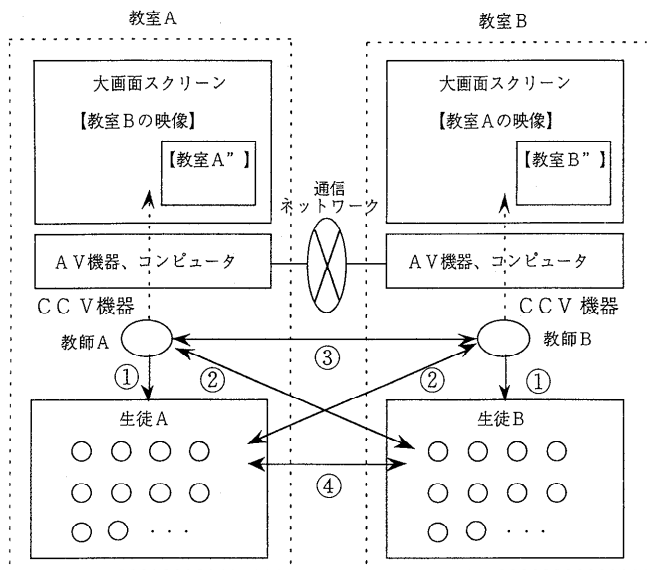 教室A
教室B
大画面スクリーン
【教室Bの映像】
【教室A”】
大画面スクリーン
【教室Aの映像】
【教室B”】
通信
ネットワーク
AV機器、コンピュータ
AV機器、コンピュータ
CCV機器
CCV機器
教師A
教師B
③
①
②
②
①
生徒A
生徒B
④
・・・
・・・